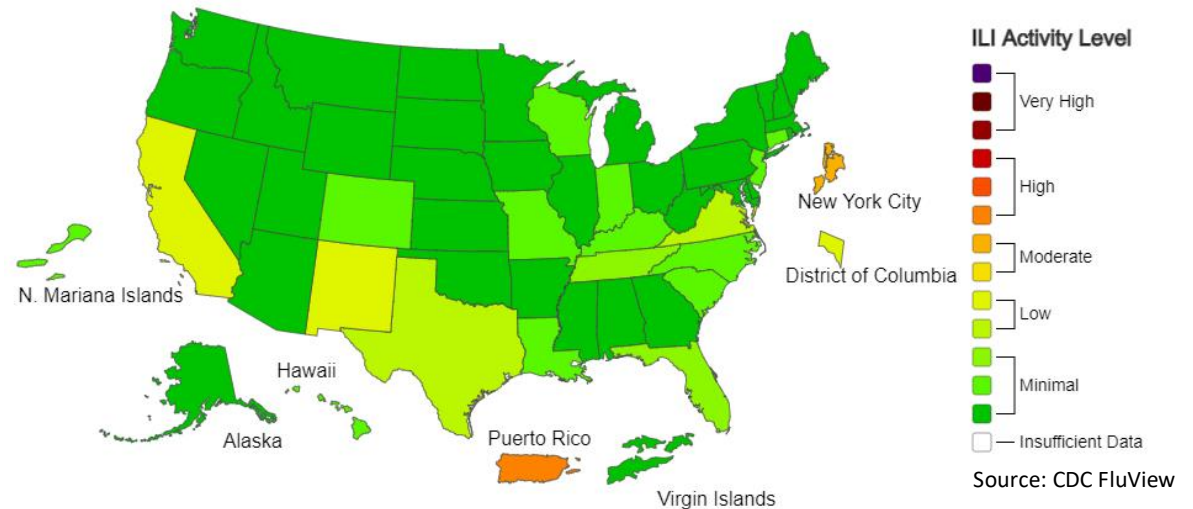 ILI Activity Level
Very High
High
Moderate
Low
Minimal
Insufficient Data
Source: CDC FluView
New York City
District of Columbia
N. Mariana Islands
Hawaii
Alaska
Puerto Rico
Virgin Islands